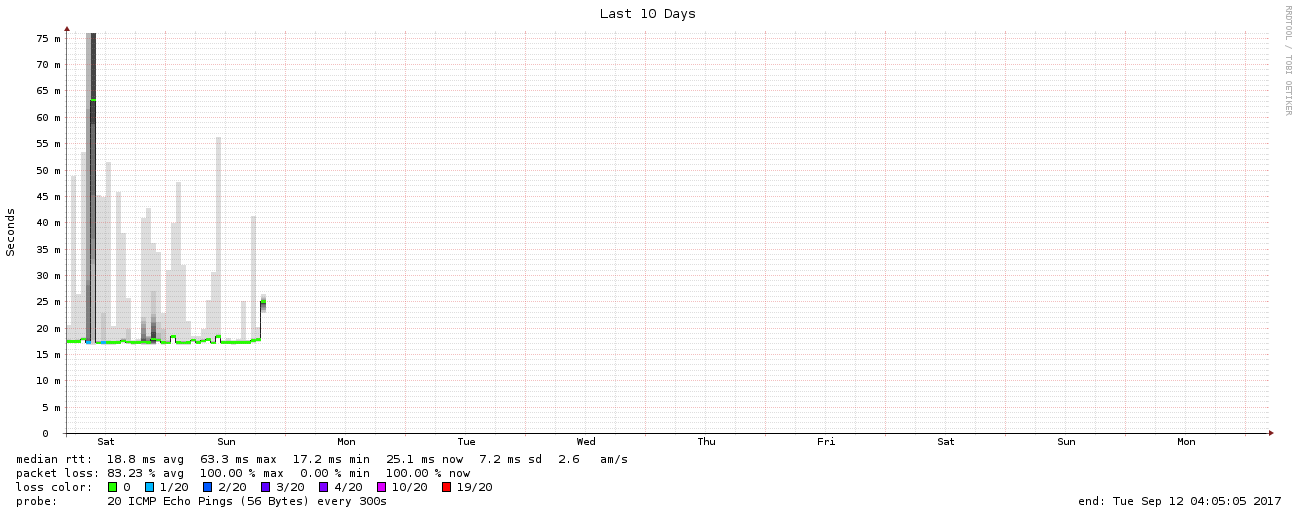 Last 10 Days
RRDTOOL / TOBI OETIKER
Seconds
75 m
70 m
65 m
60 m
55 m
50 m
45 m
40 m
35 m
30 m
25 m
20 m
15 m
10 m
5 m
0
Sat Sun Mon Tue Wed Thu Fri Sat Sun Mon
median rtt: 18.8 ms avg 63.3 ms max 17.2 ms min 25.1 ms now 7.2 ms sd 2.6 am/s
packet loss: 83.23 % avg 100.00 % max 0.00 % min 100.00 % now
loss color: 0 1/20 2/20 3/20 4/20 10/20 19/20
probe: 20 ICMP Echo Pings (56 Bytes) every 300s end: Tue Sep 12 04:05:05 2017